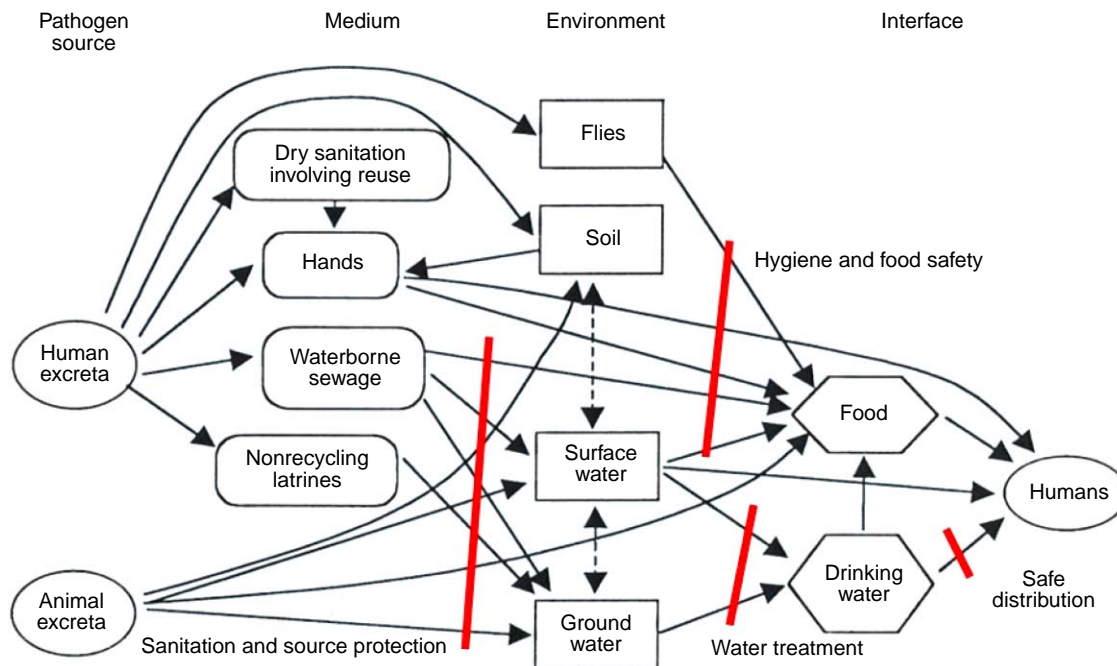 Pathogen
source
Medium
Environment
Interface
Flies
Dry sanitation
involving reuse
Soil
Hands
Hygiene and food safety
Human
excreta
Waterborne
sewage
Food
Nonrecycling
latrines
Surface
water
Humans
Animal
excreta
Drinking
water
Safe
distribution
Ground
water
Sanitation and source protection
Water treatment